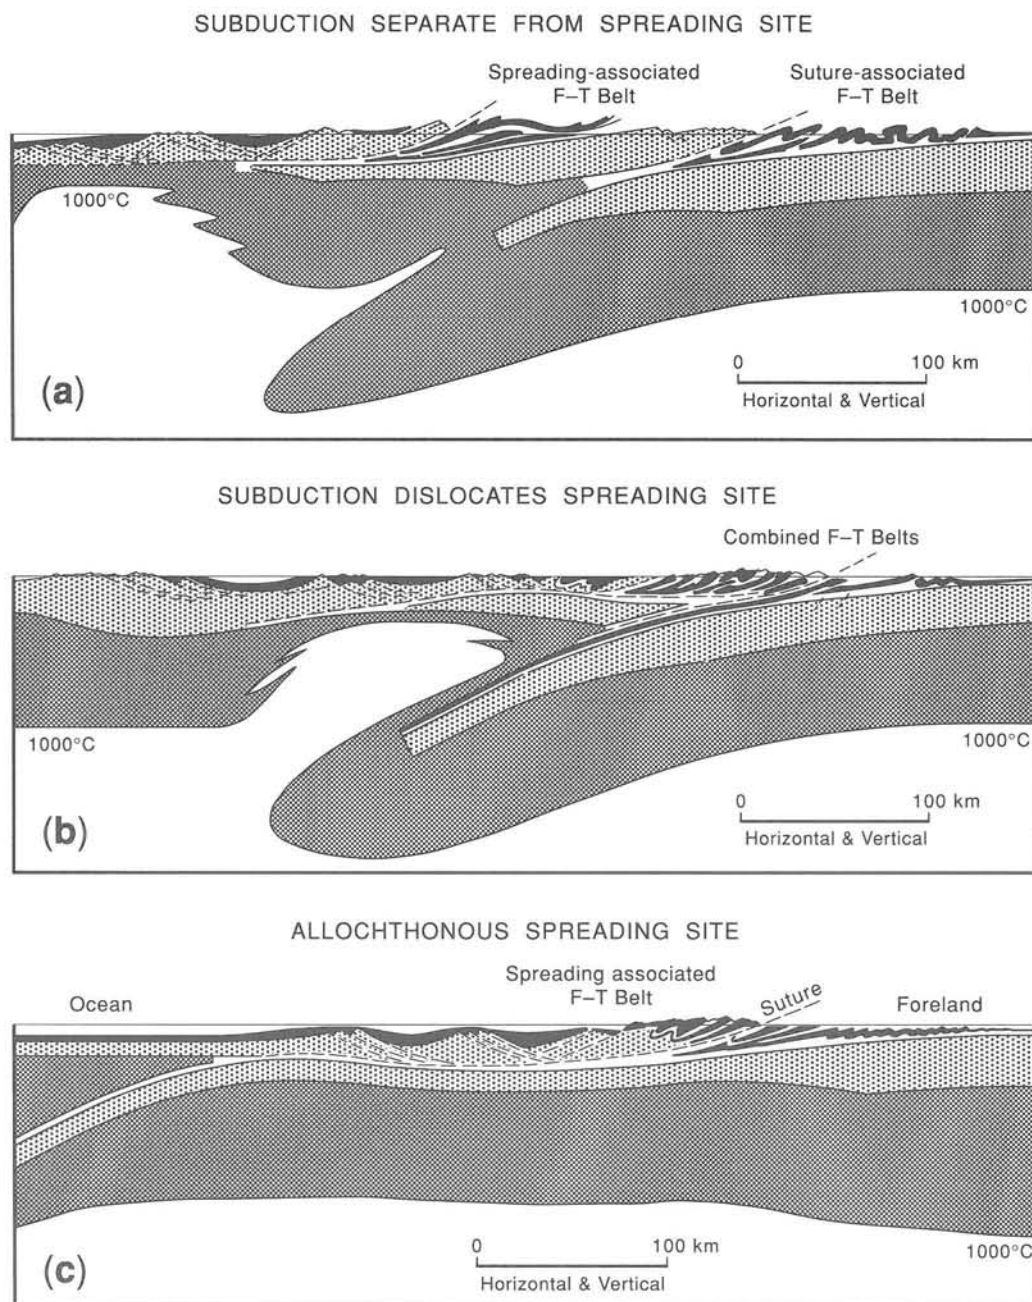 SUBDUCTION SEPARATE FROM SPREADING SITE
Spreading-associated
F–T Belt
Suture-associated
F–T Belt
1000°C
1000°C
0 100 km
Horizontal & Vertical
(a)
SUBDUCTION DISLOCATES SPREADING SITE
Combined F–T Belts
1000°C
1000°C
0 100 km
Horizontal & Vertical
(b)
ALLOCHTHONOUS SPREADING SITE
Spreading associated
F–T Belt
Ocean
Suture
Foreland
1000°C
0 100 km
Horizontal & Vertical
(c)